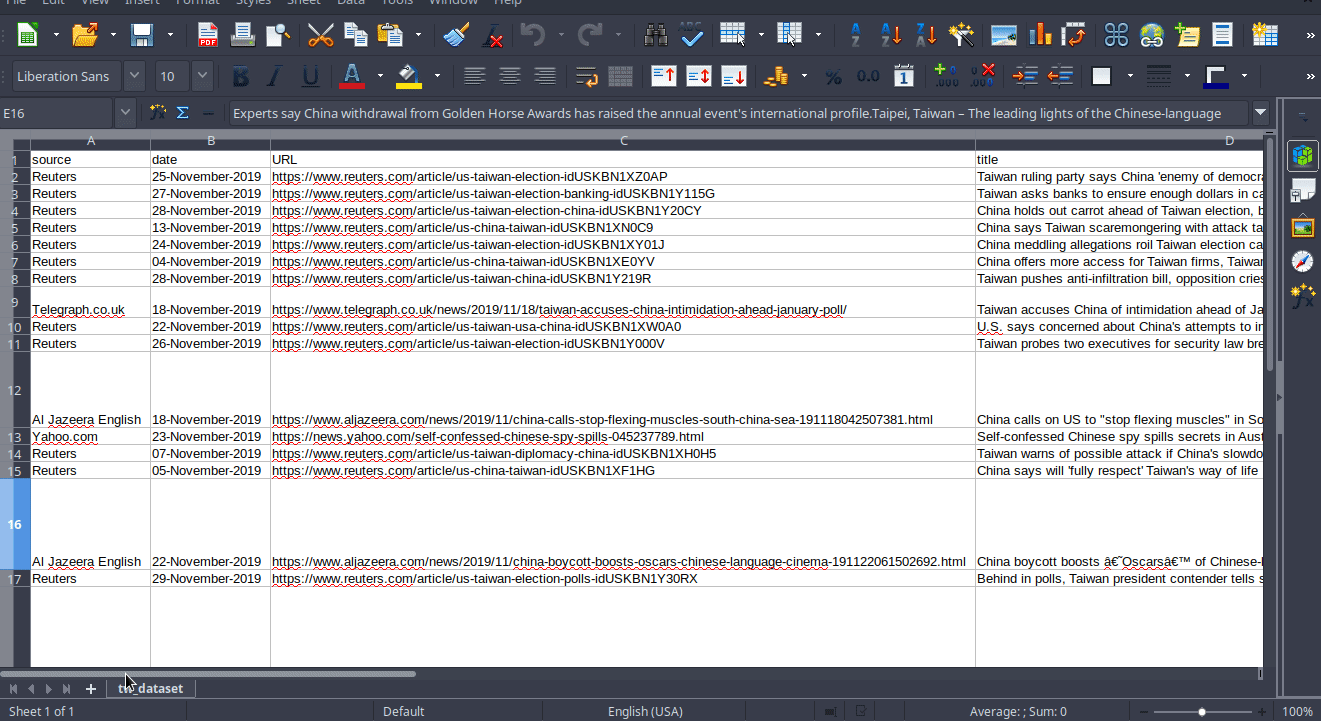 File Edit View Insert Format Styles Sheet Data Tools Window Help
Liberation Sans 10
E16 Experts say China withdrawal from Golden Horse Awards has raised the annual event's international profile.Taipei, Taiwan – The leading lights of the Chinese-language
A B C D
1 source date URL title
2 Reuters 25-November-2019 https://www.reuters.com/article/us-taiwan-election-idUSKBN1XZ0AP Taiwan ruling party says China 'enemy of democra
3 Reuters 27-November-2019 https://www.reuters.com/article/us-taiwan-election-banking-idUSKBN1Y115G Taiwan asks banks to ensure enough dollars in ca
4 Reuters 28-November-2019 https://www.reuters.com/article/us-taiwan-election-china-idUSKBN1Y20CY China holds out carrot ahead of Taiwan election, b
5 Reuters 13-November-2019 https://www.reuters.com/article/us-china-taiwan-idUSKBN1XN0C9 China says Taiwan scaremongering with attack ta
6 Reuters 24-November-2019 https://www.reuters.com/article/us-taiwan-election-idUSKBN1XY01J China meddling allegations roil Taiwan election ca
7 Reuters 04-November-2019 https://www.reuters.com/article/us-china-taiwan-idUSKBN1XE0YV China offers more access for Taiwan firms, Taiwan
8 Reuters 28-November-2019 https://www.reuters.com/article/us-taiwan-china-idUSKBN1Y219R Taiwan pushes anti-infiltration bill, opposition cries
9 Telegraph.co.uk 18-November-2019 https://www.telegraph.co.uk/news/2019/11/18/taiwan-accuses-china-intimidation-ahead-january-poll/ Taiwan accuses China of intimidation ahead of Ja
10 Reuters 22-November-2019 https://www.reuters.com/article/us-taiwan-usa-china-idUSKBN1XW0A0 U.S. says concerned about China's attempts to in
11 Reuters 26-November-2019 https://www.reuters.com/article/us-taiwan-election-idUSKBN1Y000V Taiwan probes two executives for security law bre
12 Al Jazeera English 18-November-2019 https://www.aljazeera.com/news/2019/11/china-calls-stop-flexing-muscles-south-china-sea-191118042507381.html China calls on US to "stop flexing muscles" in So
13 Yahoo.com 23-November-2019 https://news.yahoo.com/self-confessed-chinese-spy-spills-045237789.html Self-confessed Chinese spy spills secrets in Aust
14 Reuters 07-November-2019 https://www.reuters.com/article/us-taiwan-diplomacy-china-idUSKBN1XH0H5 Taiwan warns of possible attack if China's slowdo
15 Reuters 05-November-2019 https://www.reuters.com/article/us-china-taiwan-idUSKBN1XF1HG China says will 'fully respect' Taiwan's way of life
16 Al Jazeera English 22-November-2019 https://www.aljazeera.com/news/2019/11/china-boycott-boosts-oscars-chinese-language-cinema-191122061502692.html China boycott boosts â€˜Oscarsâ€™ of Chinese-l
17 Reuters 29-November-2019 https://www.reuters.com/article/us-taiwan-election-polls-idUSKBN1Y30RX Behind in polls, Taiwan president contender tells s
tw_dataset
Sheet 1 of 1 Default English (USA) Average: ; Sum: 0 100%